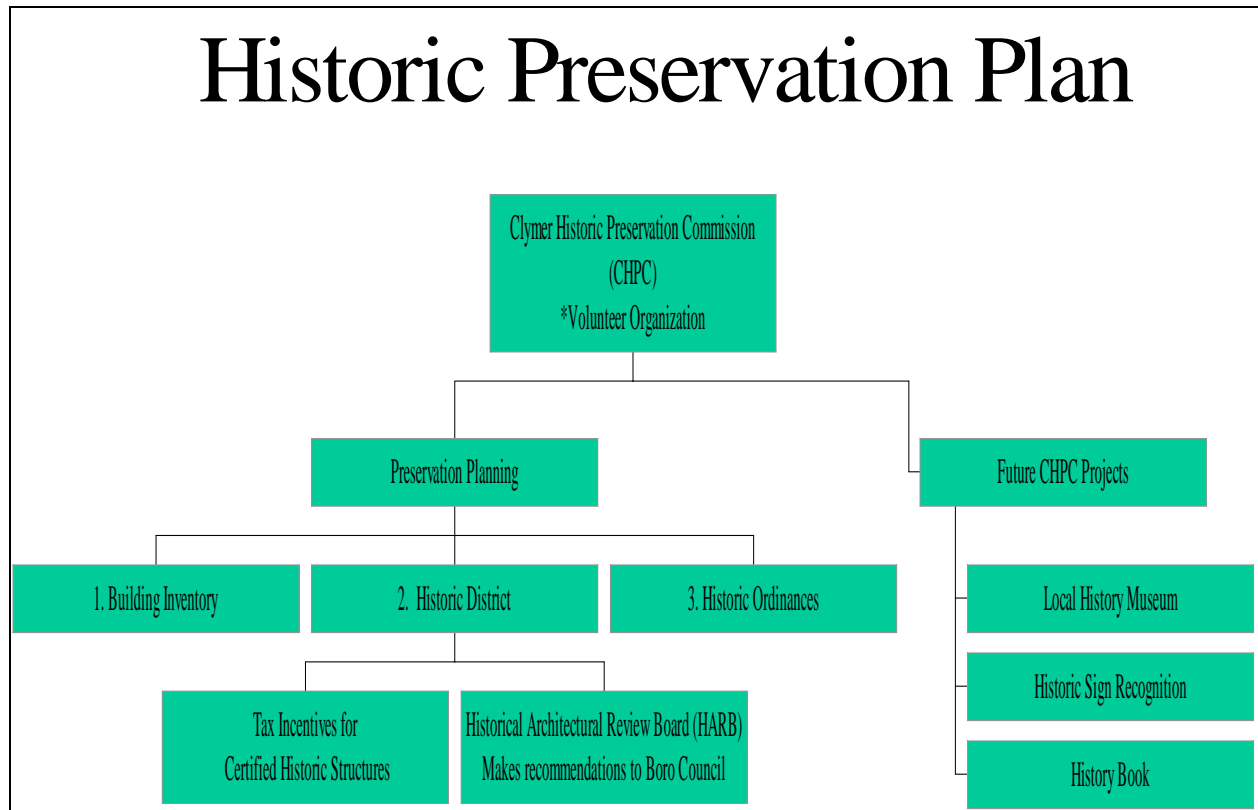 Historic Preservation Plan
Clymer Historic Preservation Commission
(CHPC)
*Volunteer Organization
Preservation Planning
Future CHPC Projects
1. Building Inventory
2. Historic District
3. Historic Ordinances
Local History Museum
Historic Sign Recognition
History Book
Tax Incentives for
Certified Historic Structures
Historical Architectural Review Board (HARB)
Makes recommendations to Boro Council